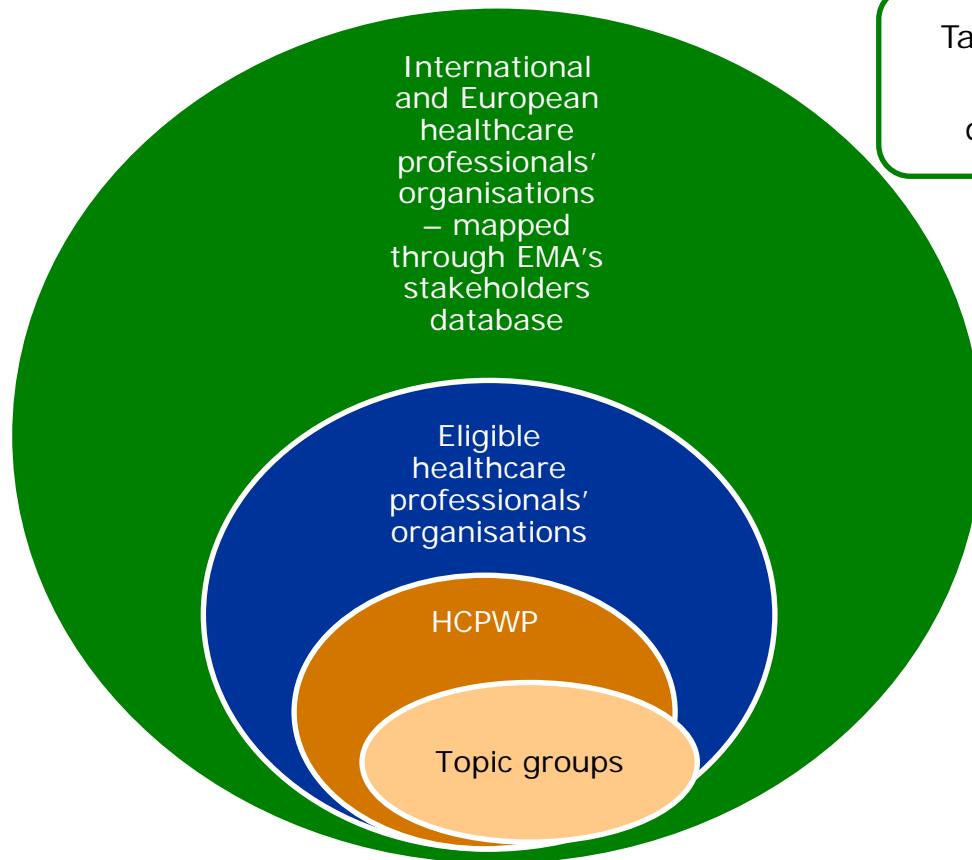 International
and European
healthcare
professionals'
organisations
– mapped
through EMA's
stakeholders
database
Eligible
healthcare
professionals'
organisations
HCPWP
Topic groups